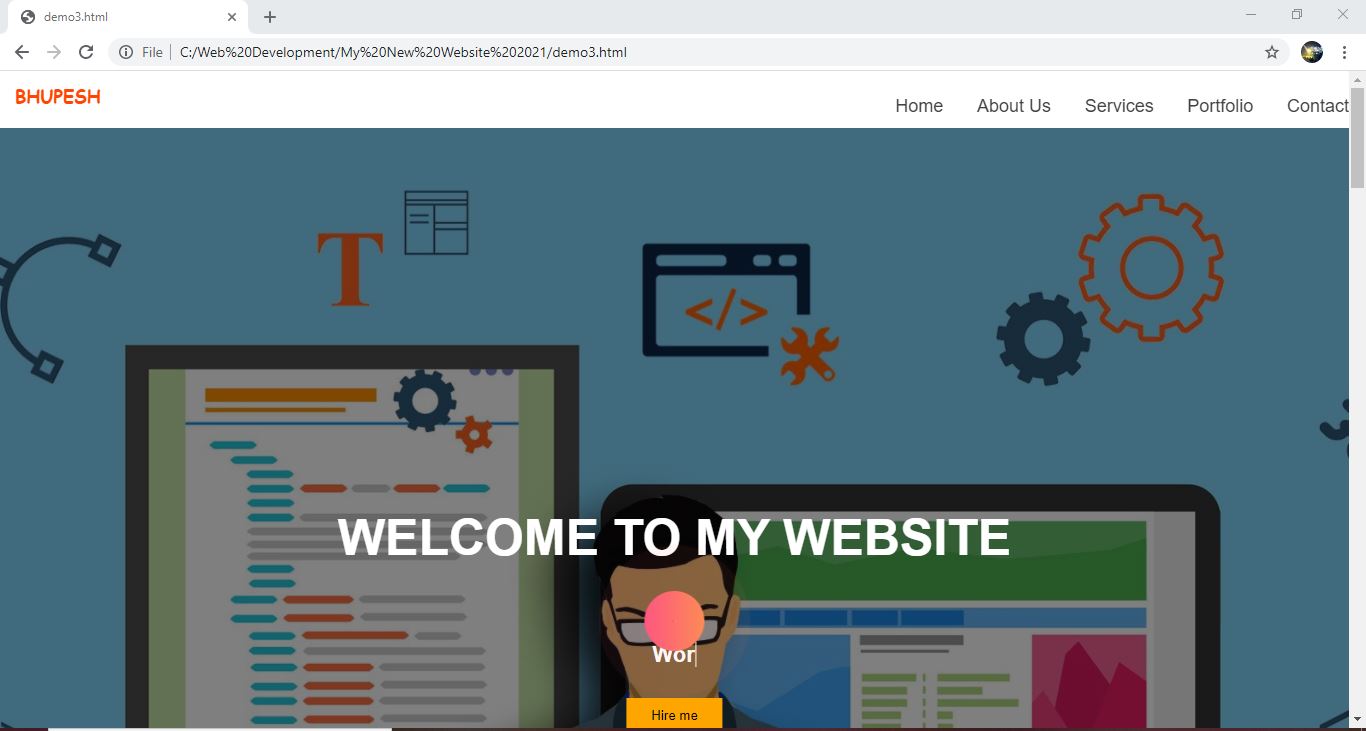 demo3.html
File C:/Web%20Development/My%20New%20Website%202021/demo3.html
BHUPESH
Home About Us Services Portfolio Contact
T
</>
WELCOME TO MY WEBSITE
Wor
Hire me